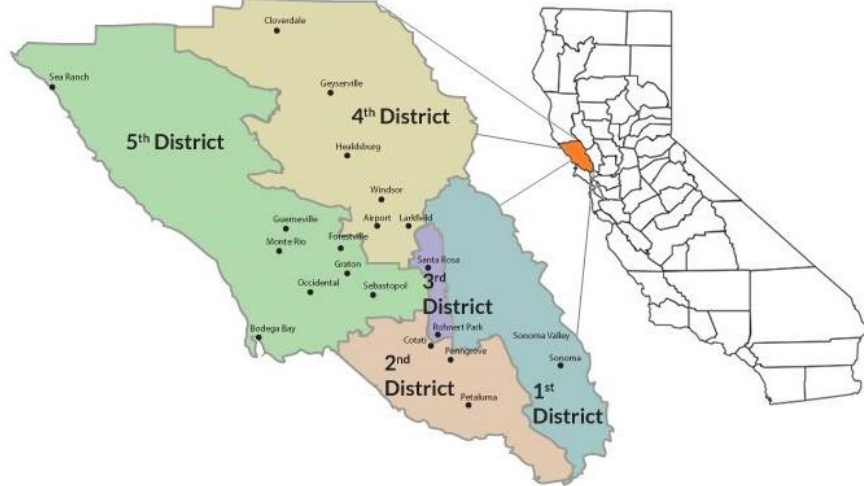 Cloverdale
Sea Ranch
Geyserville
4th District
5th District
Healdsburg
Windsor
Guerneville
Airport
Larkfield
Monte Rio
Forestville
Graton
Santa Rosa
3rd
District
Occidental
Sebastopol
Bodega Bay
Rohnert Park
Cotati
Penngrove
Sonoma Valley
Sonoma
2nd
District
Petaluma
1st
District